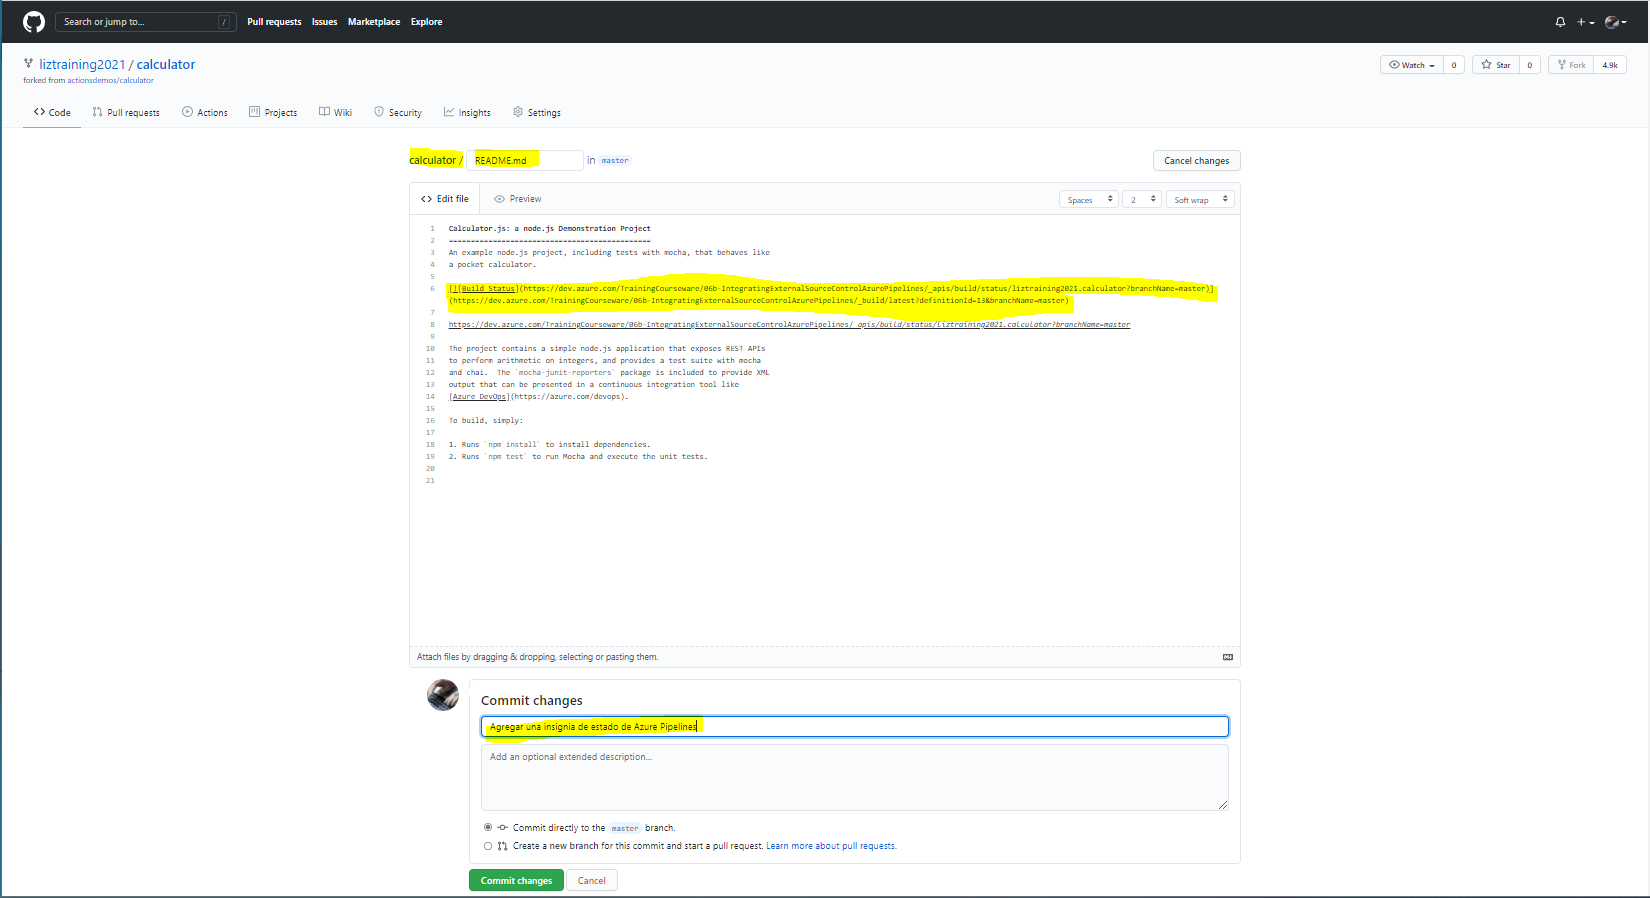 Search or jump to... / Pull requests Issues Marketplace Explore
liztraining2021 / calculator
forked from actionsdemos/calculator
Watch 0 Star 0 Fork 4.9k
Code Pull requests Actions Projects Wiki Security Insights Settings
calculator / README.md in master Cancel changes
Edit file Preview Spaces 2 Soft wrap
1 Calculator.js: a node.js Demonstration Project
2 ==============================================
3 An example node.js project, including tests with mocha, that behaves like
4 a pocket calculator.
5
6 [![Build Status](https://dev.azure.com/TrainingCourseware/06b-IntegratingExternalSourceControlAzurePipelines/_apis/build/status/liztraining2021.calculator?branchName=master)]
(https://dev.azure.com/TrainingCourseware/06b-IntegratingExternalSourceControlAzurePipelines/_build/latest?definitionId=13&branchName=master)
7
8 https://dev.azure.com/TrainingCourseware/06b-IntegratingExternalSourceControlAzurePipelines/_apis/build/status/liztraining2021.calculator?branchName=master
9
10 The project contains a simple node.js application that exposes REST APIs
11 to perform arithmetic on integers, and provides a test suite with mocha
12 and chai.  The `mocha-junit-reporters` package is included to provide XML
13 output that can be presented in a continuous integration tool like
14 [Azure DevOps](https://azure.com/devops).
15
16 To build, simply:
17
18 1. Runs `npm install` to install dependencies.
19 2. Runs `npm test` to run Mocha and execute the unit tests.
20
21
Attach files by dragging & dropping, selecting or pasting them.
Commit changes
Agregar una insignia de estado de Azure Pipelines
Add an optional extended description...
Commit directly to the master branch.
Create a new branch for this commit and start a pull request. Learn more about pull requests.
Commit changes Cancel